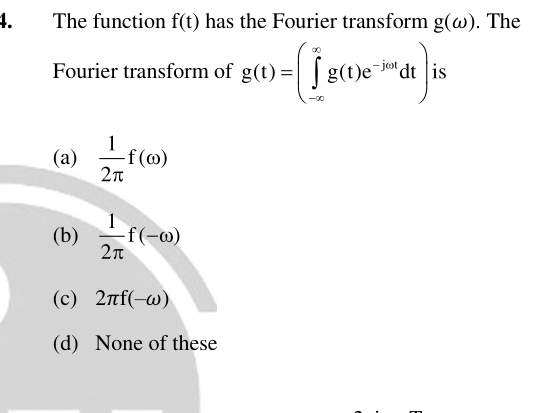 4. The function f(t) has the Fourier transform g(ω). The
Fourier transform of g(t) = ( ∫_{-∞}^{∞} g(t)e^{-jωt} dt ) is
(a) 1/2π f(ω)
(b) 1/2π f(−ω)
(c) 2πf(−ω)
(d) None of these